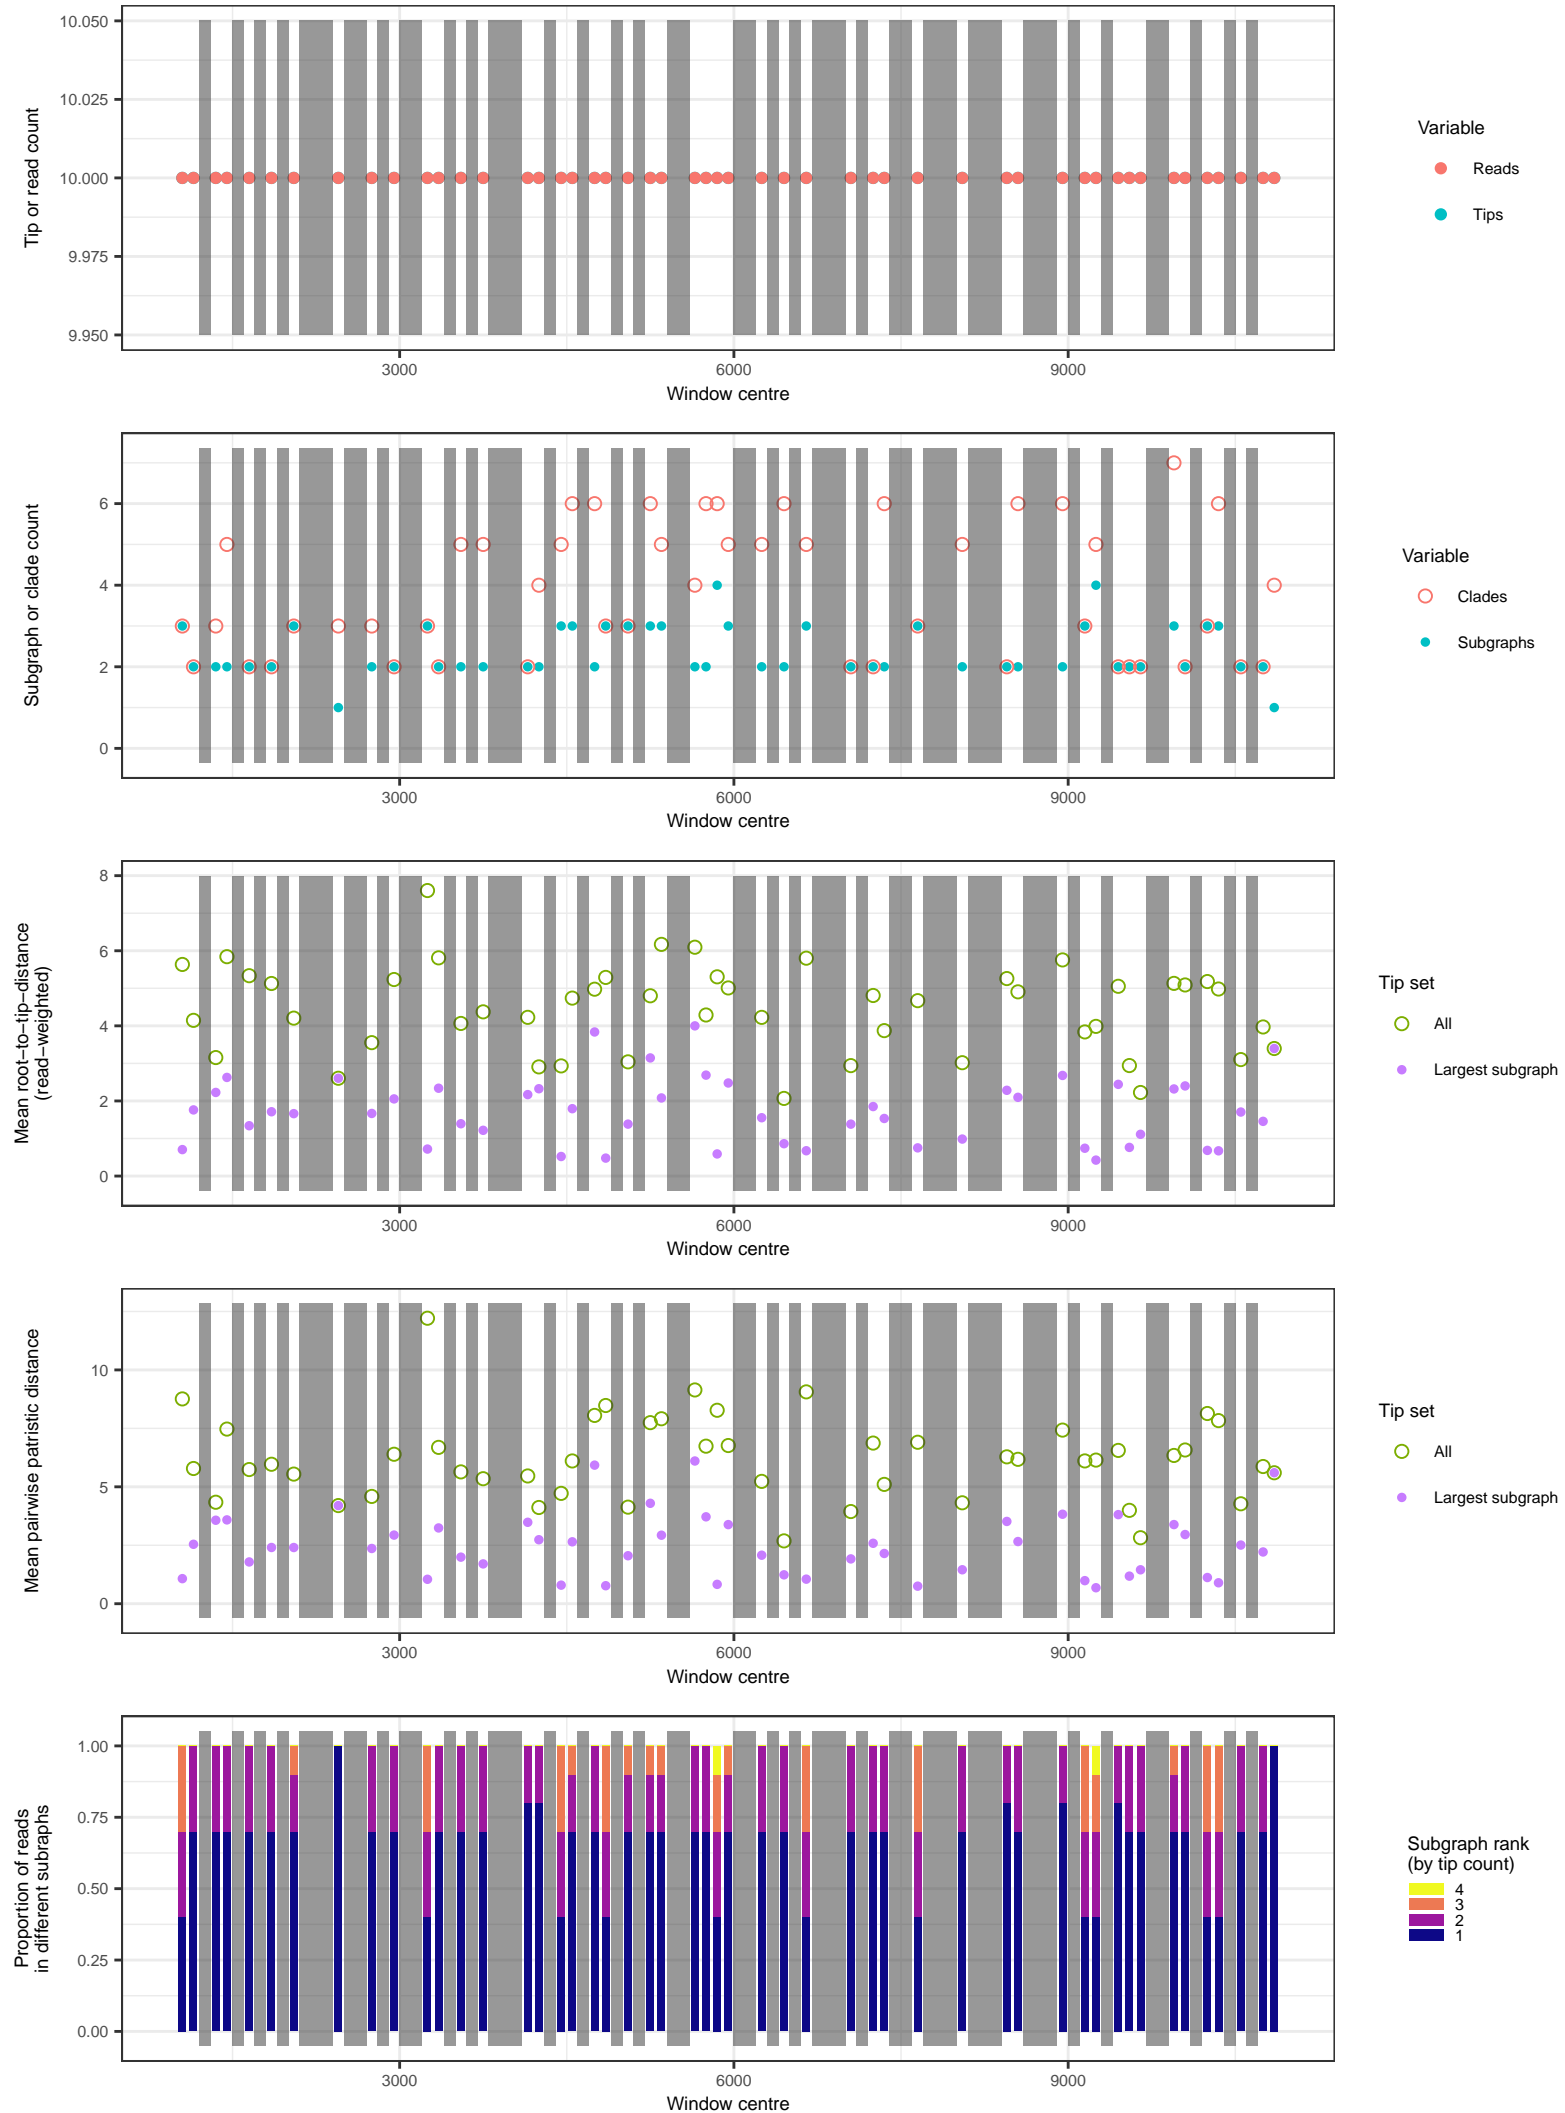 10.050
10.025
10.000
9.975
9.950
Tip or read count
3000 6000 9000
Window centre
Variable
Reads
Tips
6
4
2
0
Subgraph or clade count
3000 6000 9000
Window centre
Variable
Clades
Subgraphs
8
6
4
2
0
Mean root−to−tip−distance
(read−weighted)
3000 6000 9000
Window centre
Tip set
All
Largest subgraph
10
5
0
Mean pairwise patristic distance
3000 6000 9000
Window centre
Tip set
All
Largest subgraph
1.00
0.75
0.50
0.25
0.00
Proportion of reads
in different subraphs
3000 6000 9000
Window centre
Subgraph rank
(by tip count)
4
3
2
1